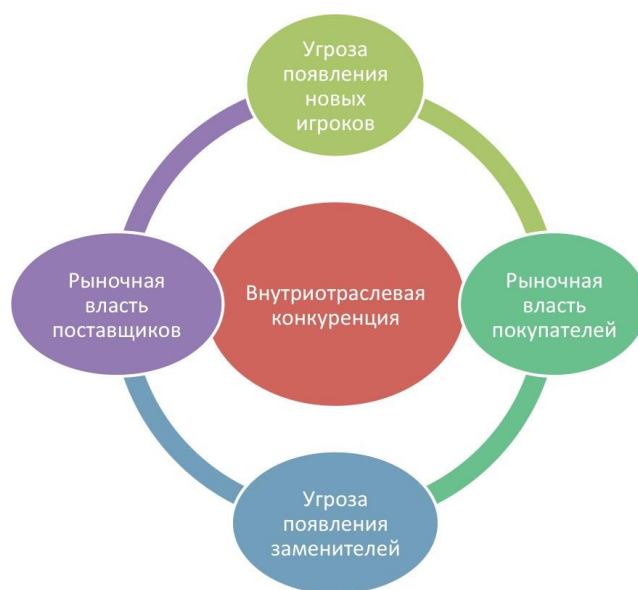 Угроза
появления
новых
игроков
Рыночная
власть
поставщиков
Внутриотраслевая
конкуренция
Рыночная
власть
покупателей
Угроза
появления
заменителей